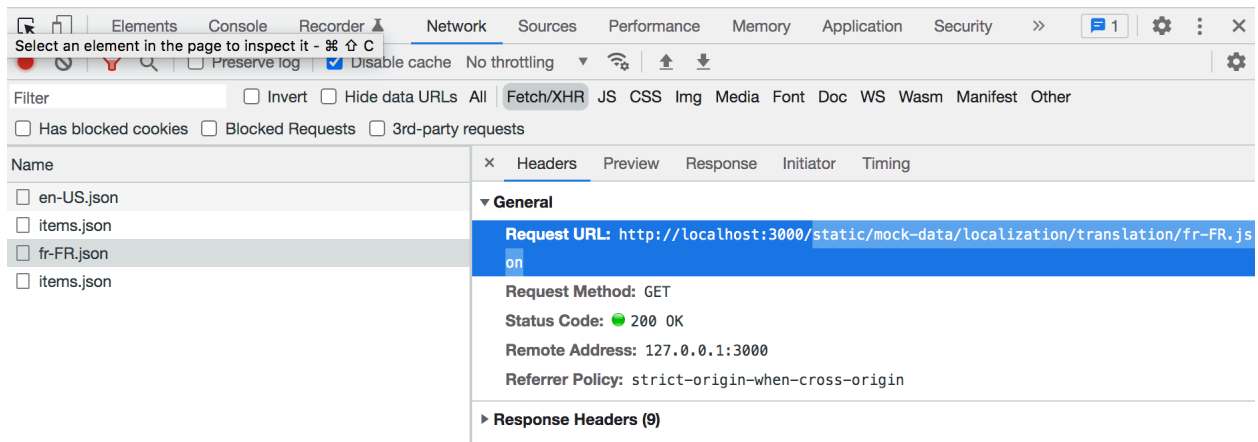 Elements Console Recorder Network Sources Performance Memory Application Security » 1
Select an element in the page to inspect it - ⌘ ⇧ C
Preserve log Disable cache No throttling ▼
Filter Invert Hide data URLs All Fetch/XHR JS CSS Img Media Font Doc WS Wasm Manifest Other
Has blocked cookies Blocked Requests 3rd-party requests
Name
× Headers Preview Response Initiator Timing
en-US.json
items.json
fr-FR.json
items.json
▼ General
Request URL: http://localhost:3000/static/mock-data/localization/translation/fr-FR.js
on
Request Method: GET
Status Code: 200 OK
Remote Address: 127.0.0.1:3000
Referrer Policy: strict-origin-when-cross-origin
▶ Response Headers (9)